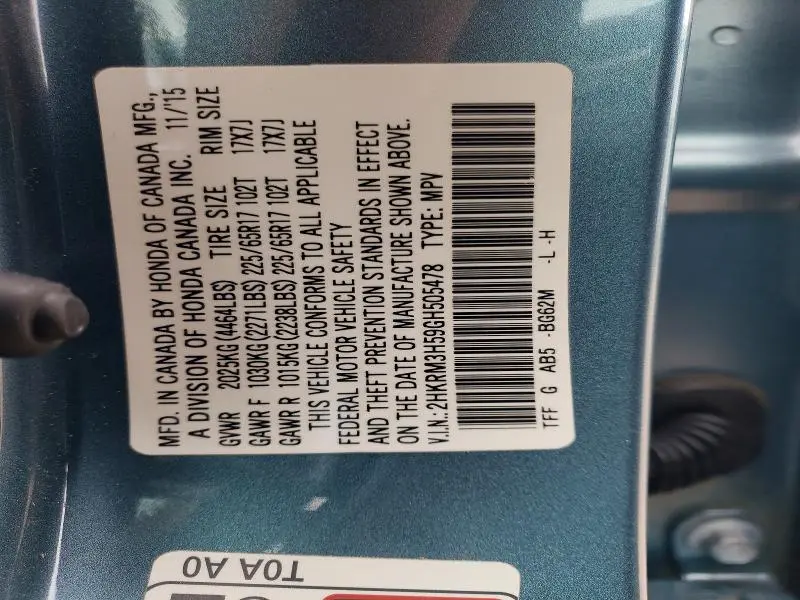 MFD. IN CANADA BY HONDA OF CANADA MFG.,
A DIVISION OF HONDA CANADA INC. 11/15
GVWR 2025KG(4464LBS) TIRE SIZE RIM SIZE
GAWR F 1030KG(2271LBS) 225/65R17 102T 17X7J
GAWR R 1015KG(2238LBS) 225/65R17 102T 17X7J
THIS VEHICLE CONFORMS TO ALL APPLICABLE
FEDERAL MOTOR VEHICLE SAFETY
AND THEFT PREVENTION STANDARDS IN EFFECT
ON THE DATE OF MANUFACTURE SHOWN ABOVE.
V.I.N.:2HKRM3H59GH505478 TYPE: MPV
TFF G AB5 -BG62M -L -H
T0A A0